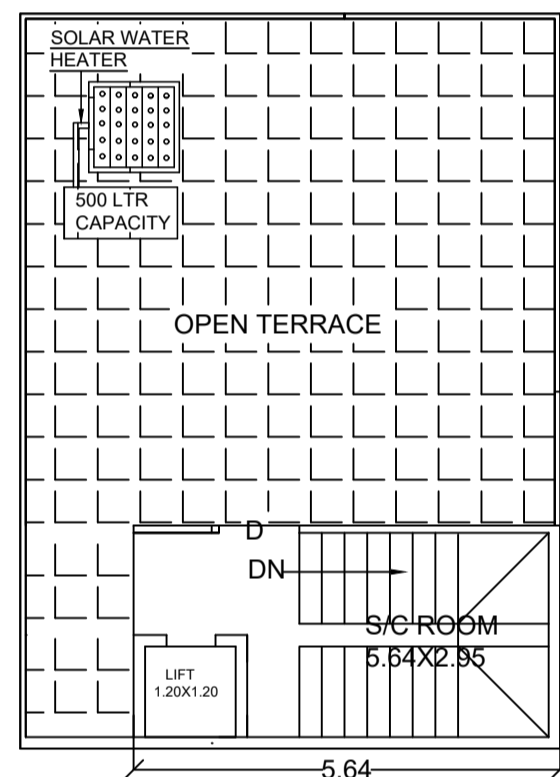 SOLAR WATER
HEATER
500 LTR
CAPACITY
OPEN TERRACE
D
DN
S/C ROOM
5.64X2.95
LIFT
1.20X1.20
5.64